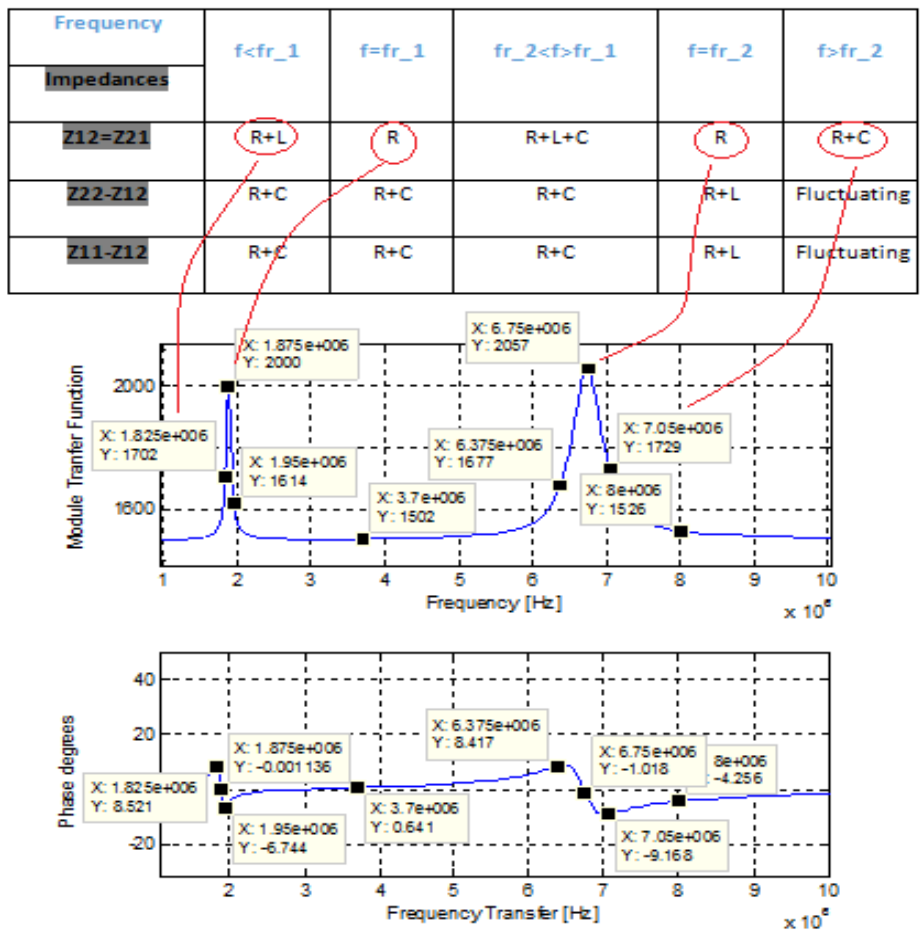 Frequency
f<fr_1
f=fr_1
fr_2<f>fr_1
f=fr_2
f>fr_2
Impedances
Z12=Z21
R+L
R
R+L+C
R
R+C
Z22-Z12
R+C
R+C
R+C
R+L
Fluctuating
Z11-Z12
R+C
R+C
R+C
R+L
Fluctuating
X: 6.75e+006
Y: 2057
X: 1.875e+006
Y: 2000
2000
X: 1.825e+006
Y: 1702
X: 1.95e+006
Y: 1614
X: 6.375e+006
Y: 1677
X: 7.05e+006
Y: 1729
X: 3.7e+006
Y: 1502
X: 8e+006
Y: 1526
1600
Module Tranfer Function
1 2 3 4 5 6 7 8 9 10
Frequency [Hz]
x 10⁶
40
20
-20
Phase degrees
X: 6.375e+006
Y: 8.417
X: 1.875e+006
Y: -0.001136
X: 6.75e+006
Y: -1.018
8e+006
-4.256
X: 1.825e+006
Y: 8.521
X: 3.7e+006
Y: 0.641
X: 1.95e+006
Y: -6.744
X: 7.05e+006
Y: -9.168
2 3 4 5 6 7 8 9 10
Frequency Transfer [Hz]
x 10⁶